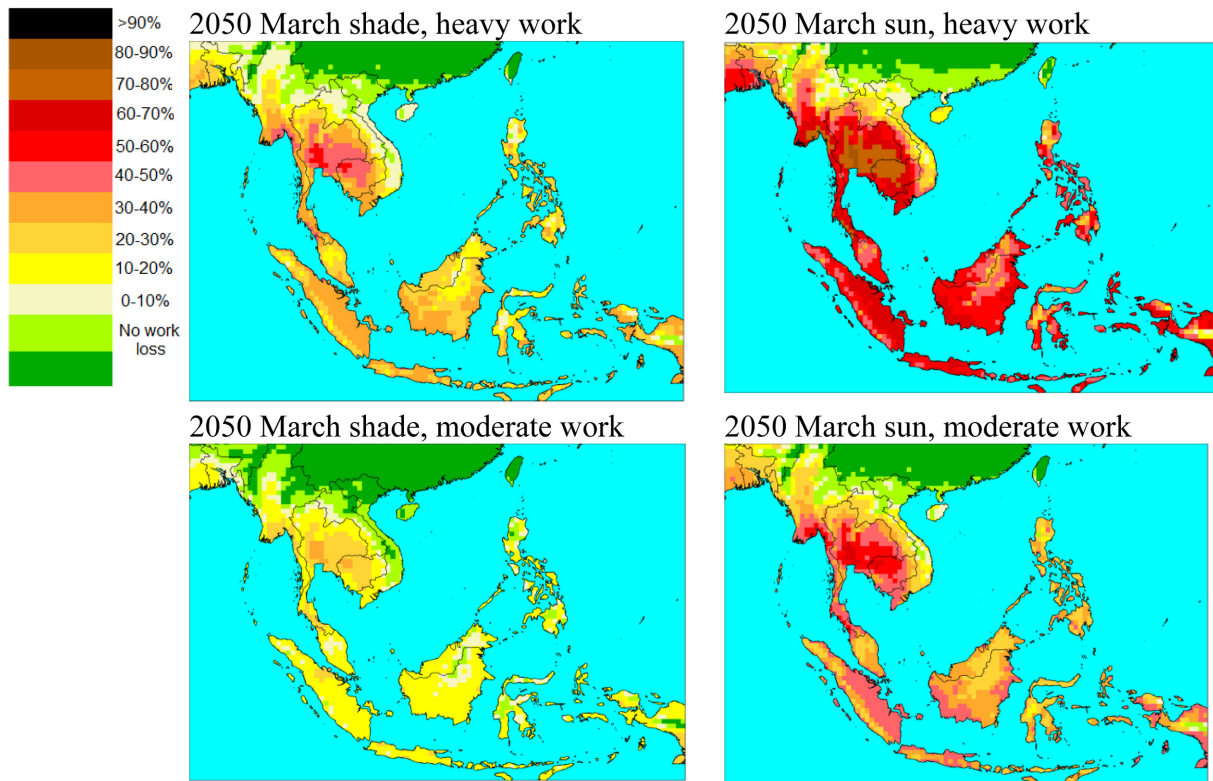 >90%
80-90%
70-80%
60-70%
50-60%
40-50%
30-40%
20-30%
10-20%
0-10%
No work
loss
2050 March shade, heavy work
2050 March sun, heavy work
2050 March shade, moderate work
2050 March sun, moderate work